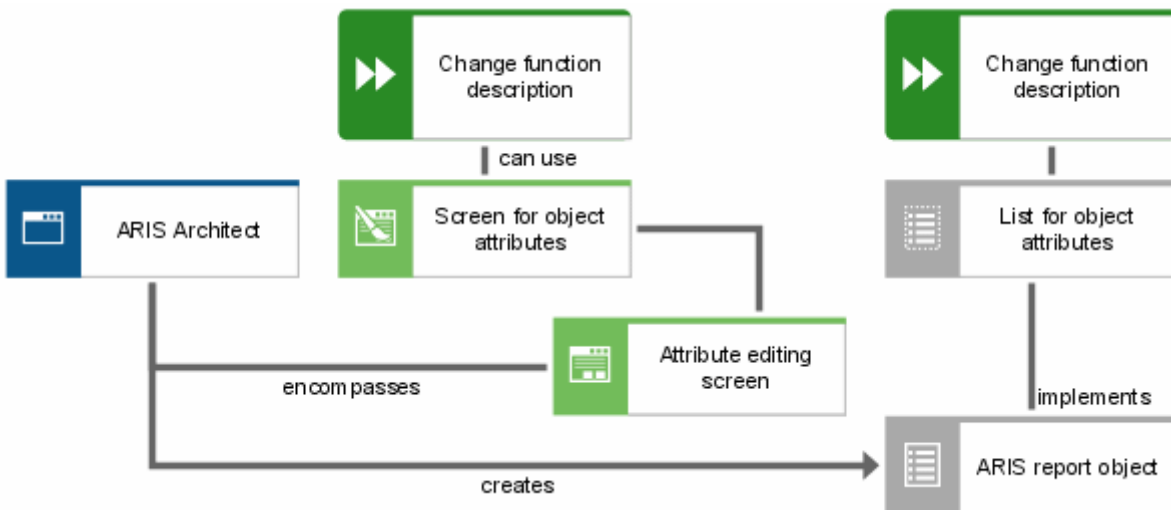 Change function
description
Change function
description
can use
ARIS Architect
Screen for object
attributes
List for object
attributes
Attribute editing
screen
encompasses
implements
ARIS report object
creates